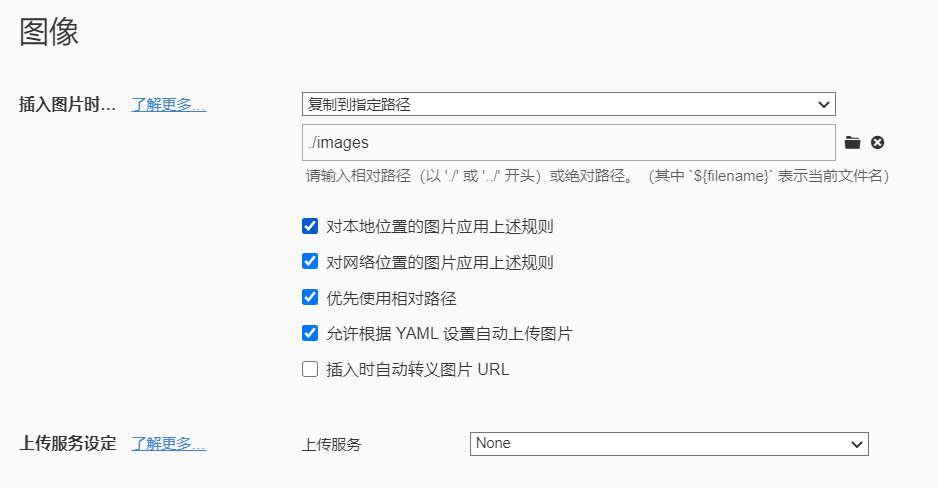 图像
插入图片时... 了解更多... 复制到指定路径
./images
请输入相对路径（以 './' 或 '../' 开头）或绝对路径。（其中 `${filename}` 表示当前文件名）
对本地位置的图片应用上述规则
对网络位置的图片应用上述规则
优先使用相对路径
允许根据 YAML 设置自动上传图片
插入时自动转义图片 URL
上传服务设定 了解更多... 上传服务 None